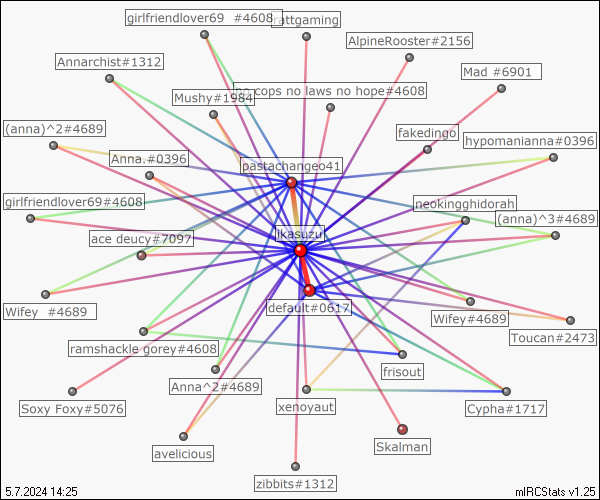 girlfriendlover69 #4608
rattgaming
AlpineRooster#2156
Annarchist#1312
Mad #6901
cops no laws no hope#4608
Mushy#1984
(anna)^2#4689
fakedingo
hypomanianna#0396
Anna.#0396
pastachangeo41
girlfriendlover69#4608
neokingghidorah
(anna)^3#4689
ace deucy#7097
lkasuzu
default#0617
Wifey #4689
Wifey#4689
Toucan#2473
ramshackle gorey#4608
frisout
Anna^2#4689
Soxy Foxy#5076
xenoyaut
Cypha#1717
avelicious
Skalman
zibbits#1312
5.7.2024 14:25
mIRCStats v1.25